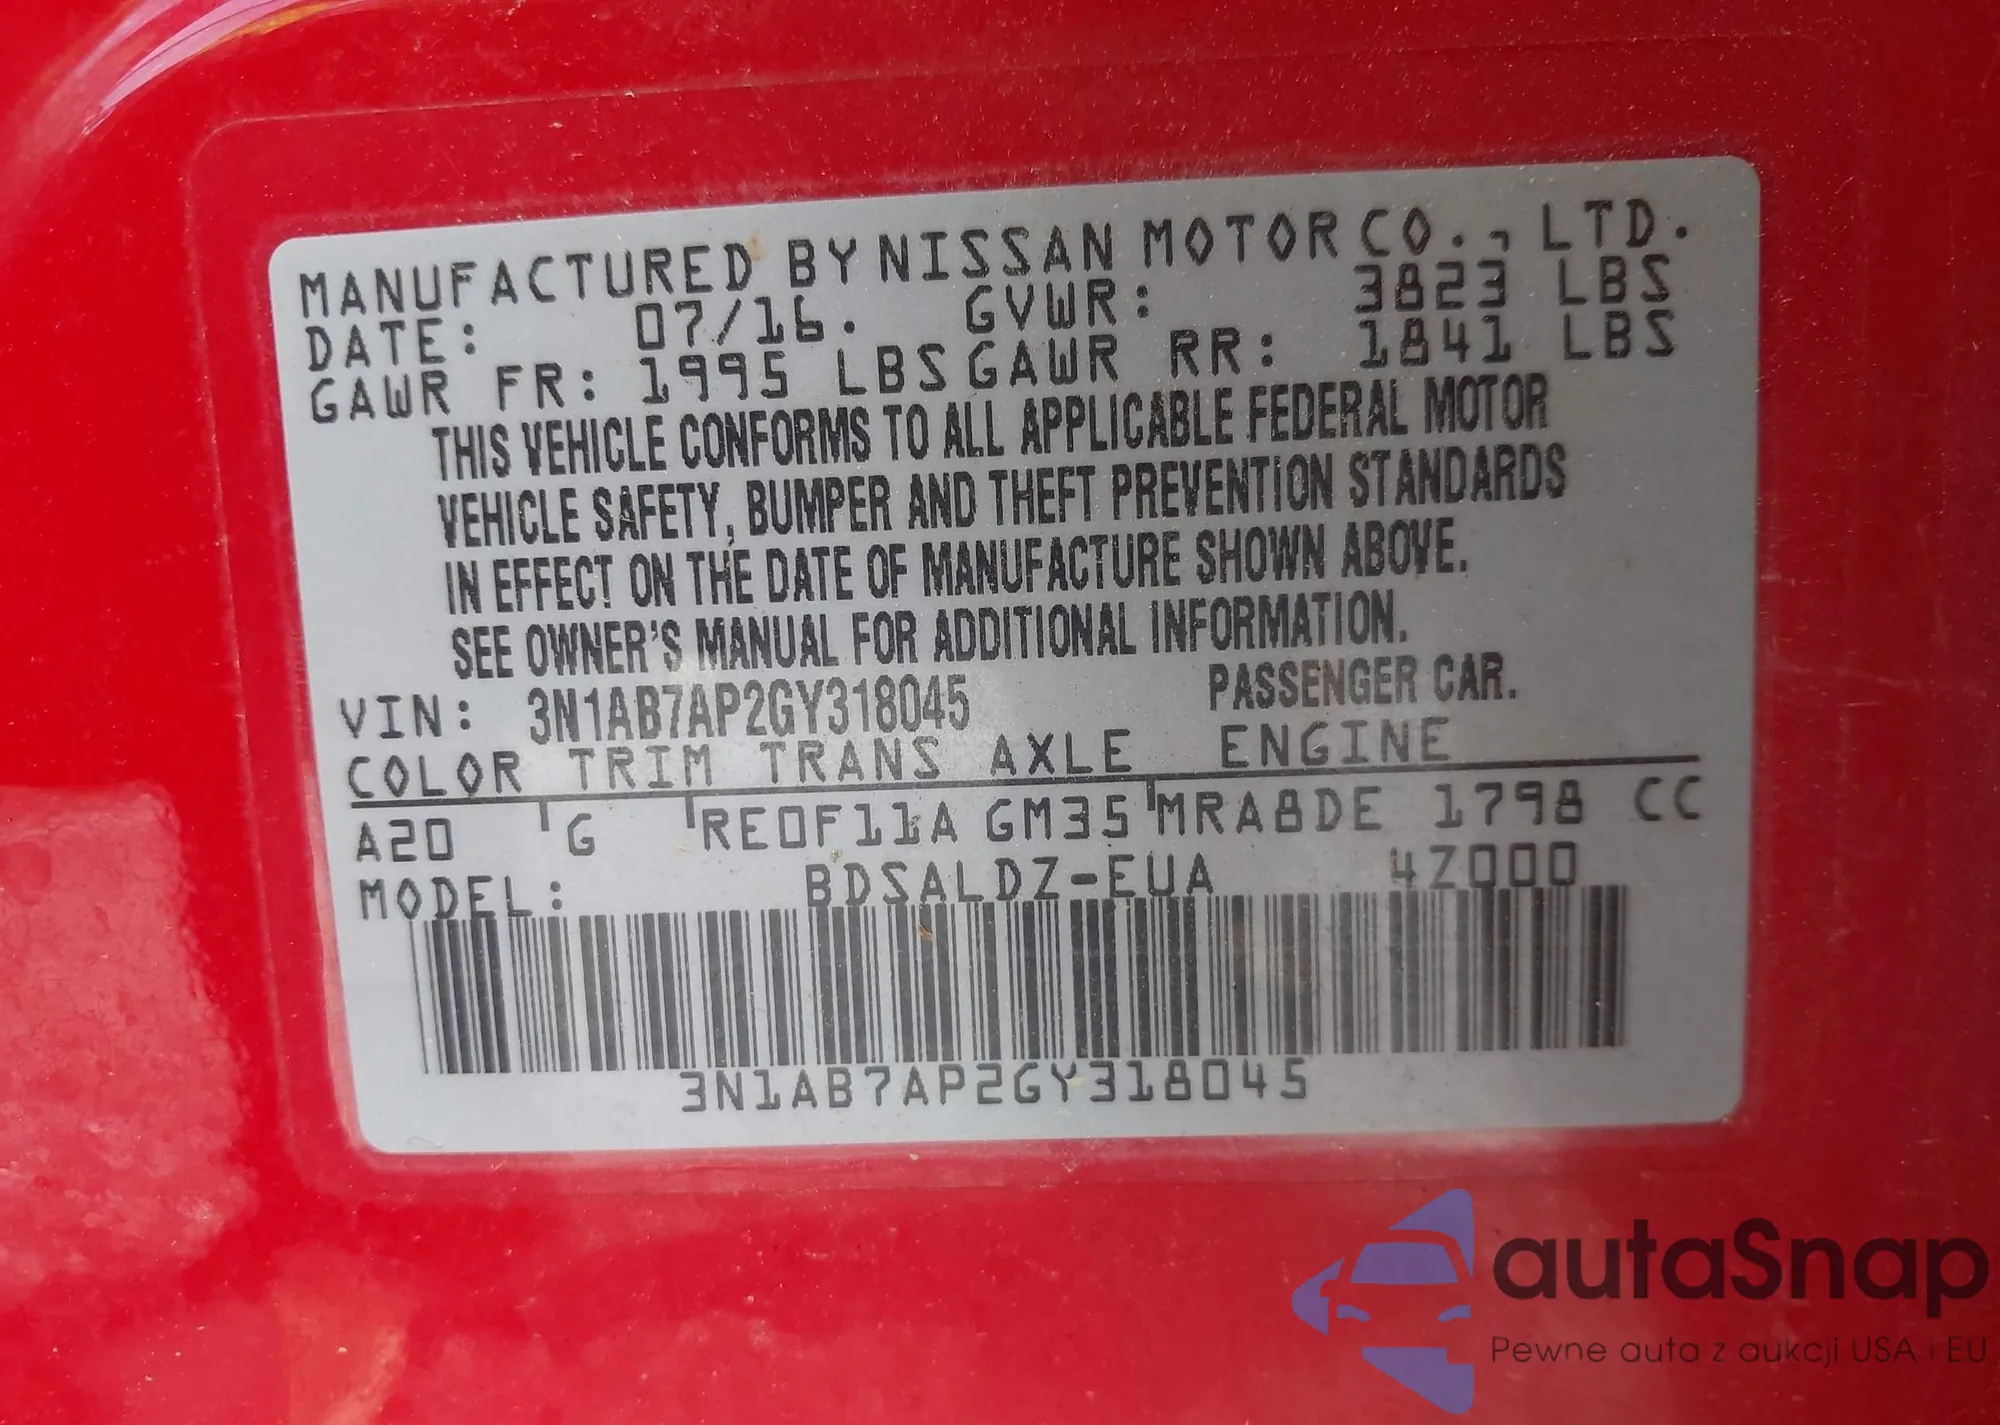 MANUFACTURED BY NISSAN MOTOR CO., LTD.
DATE: 07/16. GVWR: 3823 LBS
GAWR FR: 1995 LBS GAWR RR: 1841 LBS
THIS VEHICLE CONFORMS TO ALL APPLICABLE FEDERAL MOTOR
VEHICLE SAFETY, BUMPER AND THEFT PREVENTION STANDARDS
IN EFFECT ON THE DATE OF MANUFACTURE SHOWN ABOVE.
SEE OWNER'S MANUAL FOR ADDITIONAL INFORMATION.
VIN: 3N1AB7AP2GY318045 PASSENGER CAR.
COLOR TRIM TRANS AXLE ENGINE
A20 G RE0F11A GM35 MRA8DE 1798 CC
MODEL: BDSALDZ-EUA 4Z000
3N1AB7AP2GY318045
autaSnap
Pewne auta z aukcji USA i EU